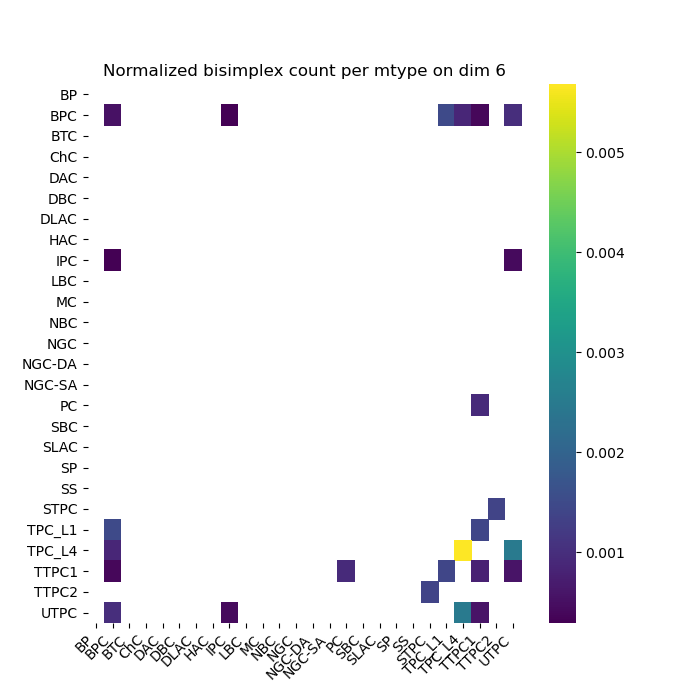 Normalized bisimplex count per mtype on dim 6
BP
BPC
BTC
ChC
DAC
DBC
DLAC
HAC
IPC
LBC
MC
NBC
NGC
NGC-DA
NGC-SA
PC
SBC
SLAC
SP
SS
STPC
TPC_L1
TPC_L4
TTPC1
TTPC2
UTPC
BP
BPC
BTC
ChC
DAC
DBC
DLAC
HAC
IPC
LBC
MC
NBC
NGC
NGC-DA
NGC-SA
PC
SBC
SLAC
SP
SS
STPC
TPC_L1
TPC_L4
TTPC1
TTPC2
UTPC
0.005
0.004
0.003
0.002
0.001